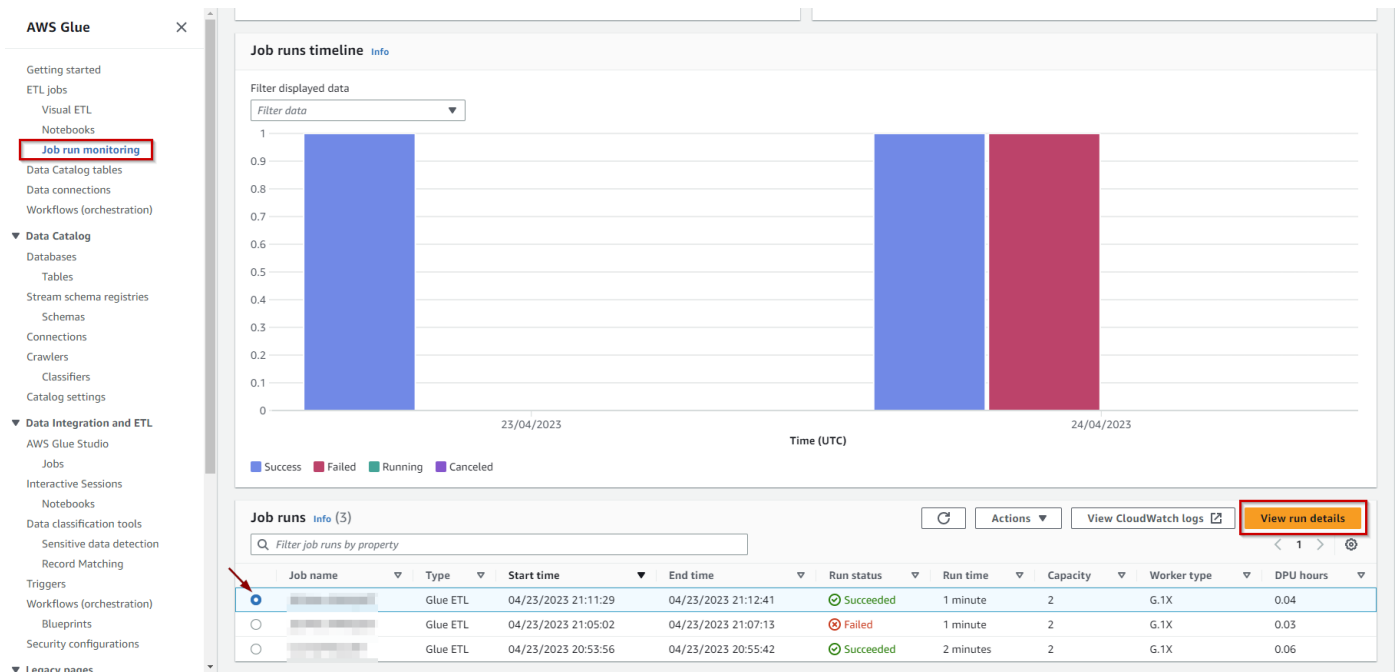 AWS Glue
Getting started
ETL jobs
Visual ETL
Notebooks
Job run monitoring
Data Catalog tables
Data connections
Workflows (orchestration)
Data Catalog
Databases
Tables
Stream schema registries
Schemas
Connections
Crawlers
Classifiers
Catalog settings
Data Integration and ETL
AWS Glue Studio
Jobs
Interactive Sessions
Notebooks
Data classification tools
Sensitive data detection
Record Matching
Triggers
Workflows (orchestration)
Blueprints
Security configurations
Legacy pages
Job runs timeline Info
Filter displayed data
Filter data
1
0.9
0.8
0.7
0.6
0.5
0.4
0.3
0.2
0.1
0
23/04/2023 24/04/2023
Time (UTC)
Success Failed Running Canceled
Job runs Info (3) Actions View CloudWatch logs View run details
Filter job runs by property 1
Job name Type Start time End time Run status Run time Capacity Worker type DPU hours
Glue ETL 04/23/2023 21:11:29 04/23/2023 21:12:41 Succeeded 1 minute 2 G.1X 0.04
Glue ETL 04/23/2023 21:05:02 04/23/2023 21:07:13 Failed 1 minute 2 G.1X 0.03
Glue ETL 04/23/2023 20:53:56 04/23/2023 20:55:42 Succeeded 2 minutes 2 G.1X 0.06